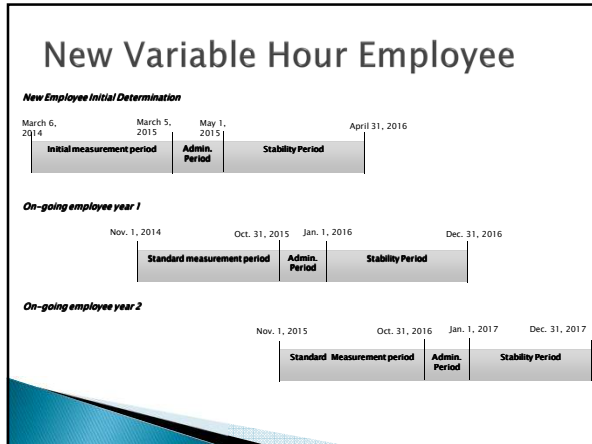 New Variable Hour Employee
New Employee Initial Determination
March 6,
2014
March 5,
2015
May 1,
2015
April 31, 2016
Initial measurement period
Admin.
Period
Stability Period
On-going employee year 1
Nov. 1, 2014
Oct. 31, 2015
Jan. 1, 2016
Dec. 31, 2016
Standard measurement period
Admin.
Period
Stability Period
On-going employee year 2
Nov. 1, 2015
Oct. 31, 2016
Jan. 1, 2017
Dec. 31, 2017
Standard Measurement period
Admin.
Period
Stability Period